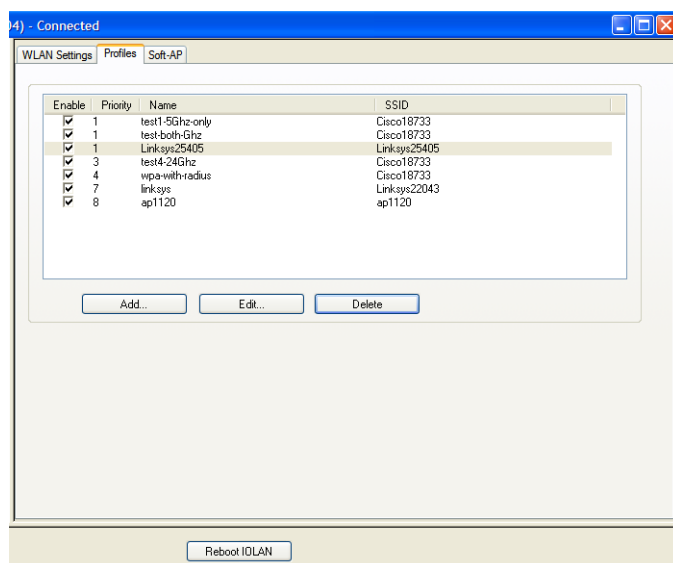 04) - Connected
WLAN Settings Profiles Soft-AP
Enable Priority Name SSID
1 test1-5Ghz-only Cisco18733
1 test-both-Ghz Cisco18733
1 Linksys25405 Linksys25405
3 test4-24Ghz Cisco18733
4 wpa-with-radius Cisco18733
7 linksys Linksys22043
8 ap1120 ap1120
Add... Edit... Delete
Reboot IOLAN